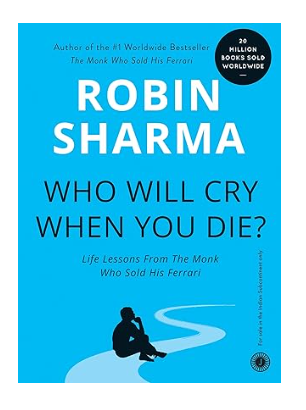 Author of the #1 Worldwide Bestseller
The Monk Who Sold His Ferrari
20
MILLION
BOOKS SOLD
WORLDWIDE
ROBIN
SHARMA
WHO WILL CRY
WHEN YOU DIE?
Life Lessons From The Monk
Who Sold His Ferrari
For sale in the Indian Subcontinent only
J